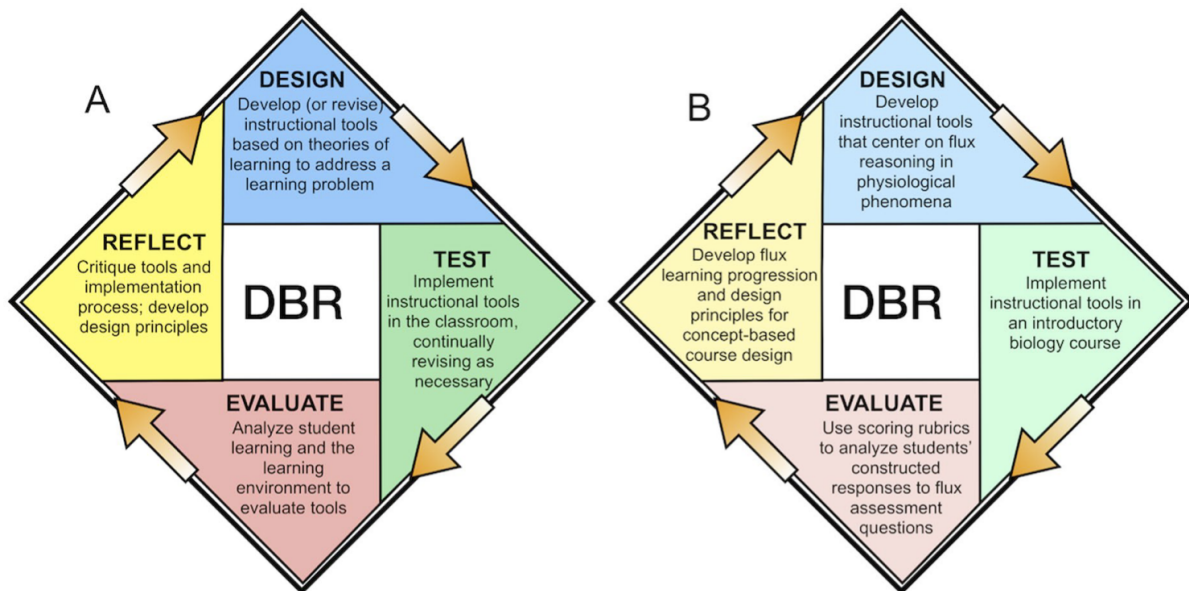 A
DESIGN
Develop (or revise)
instructional tools
based on theories of
learning to address a
learning problem
REFLECT
Critique tools and
implementation
process; develop
design principles
DBR
TEST
Implement
instructional tools
in the classroom,
continually
revising as
necessary
EVALUATE
Analyze student
learning and the
learning
environment to
evaluate tools
B
DESIGN
Develop
instructional tools
that center on flux
reasoning in
physiological
phenomena
REFLECT
Develop flux
learning progression
and design
principles for
concept-based
course design
DBR
TEST
Implement
instructional tools in
an introductory
biology course
EVALUATE
Use scoring rubrics
to analyze students’
constructed
responses to flux
assessment
questions